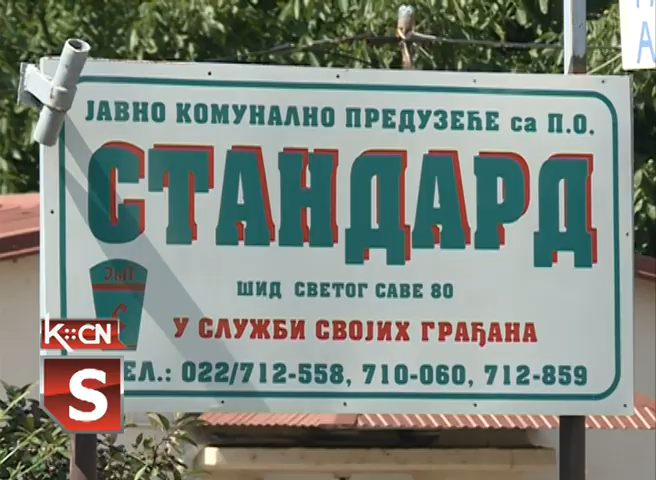 ЈАВНО КОМУНАЛНО ПРЕДУЗЕЋЕ са П.О.
СТАНДАРД
ШИД СВЕТОГ САВЕ 80
У СЛУЖБИ СВОЈИХ ГРАЂАНА
ЕЛ.: 022/712-558, 710-060, 712-859
K::CN
S